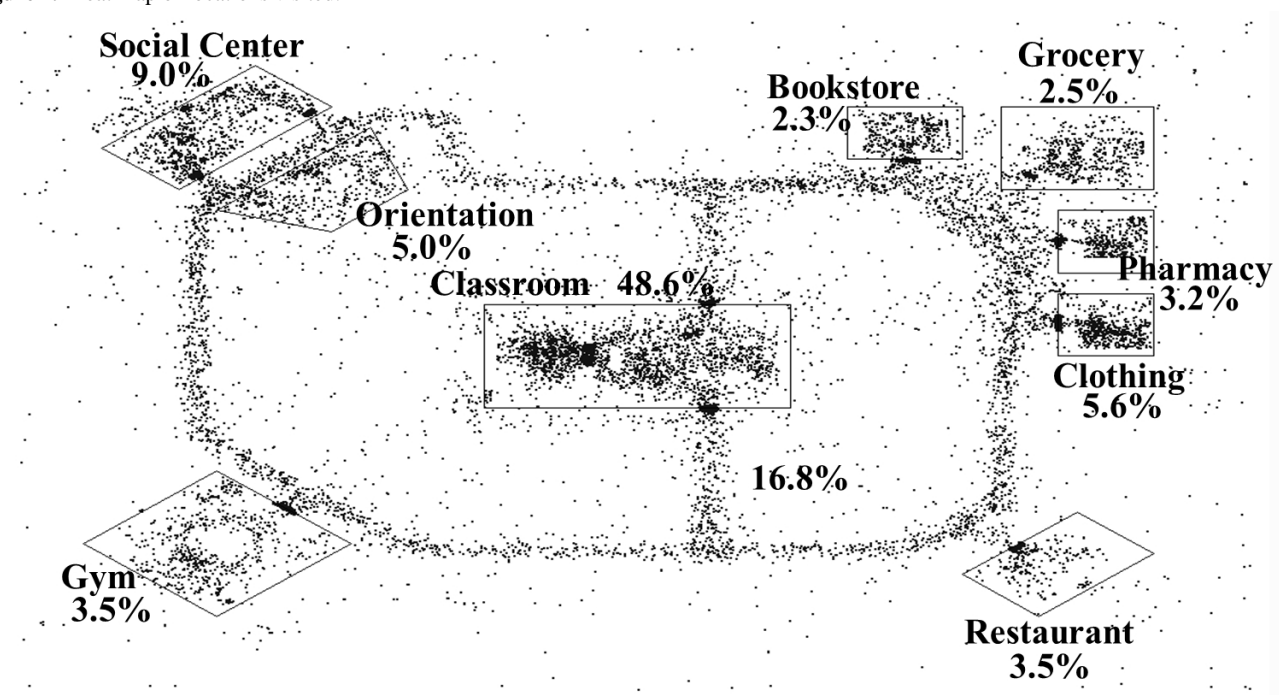 Social Center
9.0%
Grocery
2.5%
Bookstore
2.3%
Orientation
5.0%
Classroom 48.6%
Pharmacy
3.2%
Clothing
5.6%
16.8%
Gym
3.5%
Restaurant
3.5%